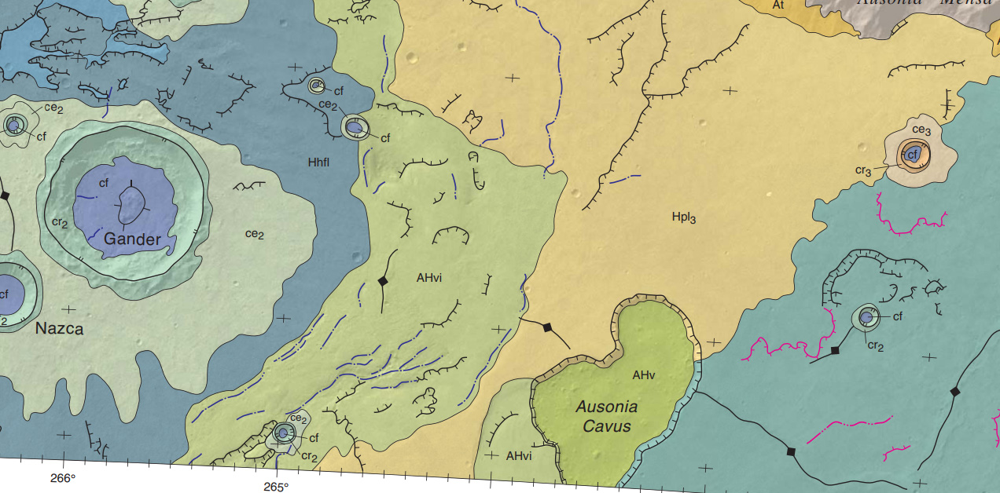 At
Ausonia Mensa
cf
ce2
ce2
cf
cf
Hhfl
ce3
cf
cr3
cf
cr2
Gander
ce2
Hpl3
AHvi
cf
2
Nazca
cf
cr2
AHv
Ausonia
Cavus
ce2
cf
cr2
AHvi
266°
265°